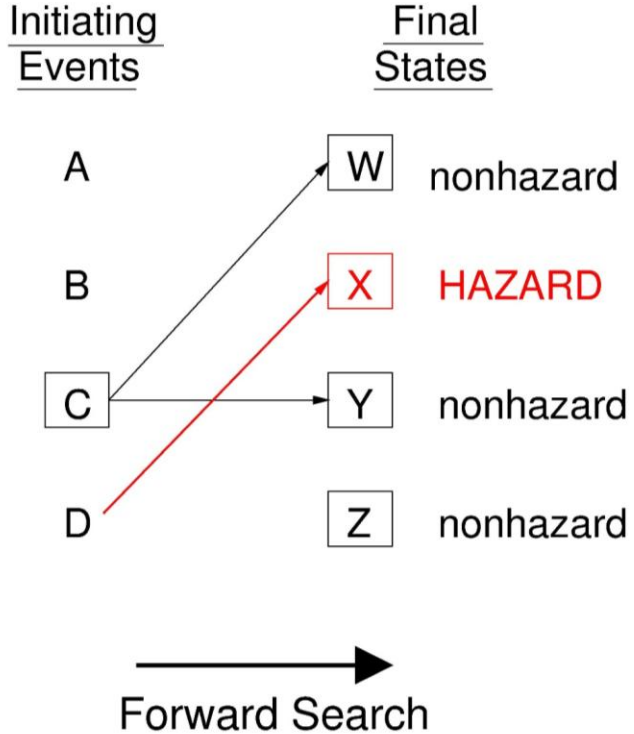 Initiating Events
Final States
A
W nonhazard
B
X HAZARD
C
Y nonhazard
D
Z nonhazard
Forward Search